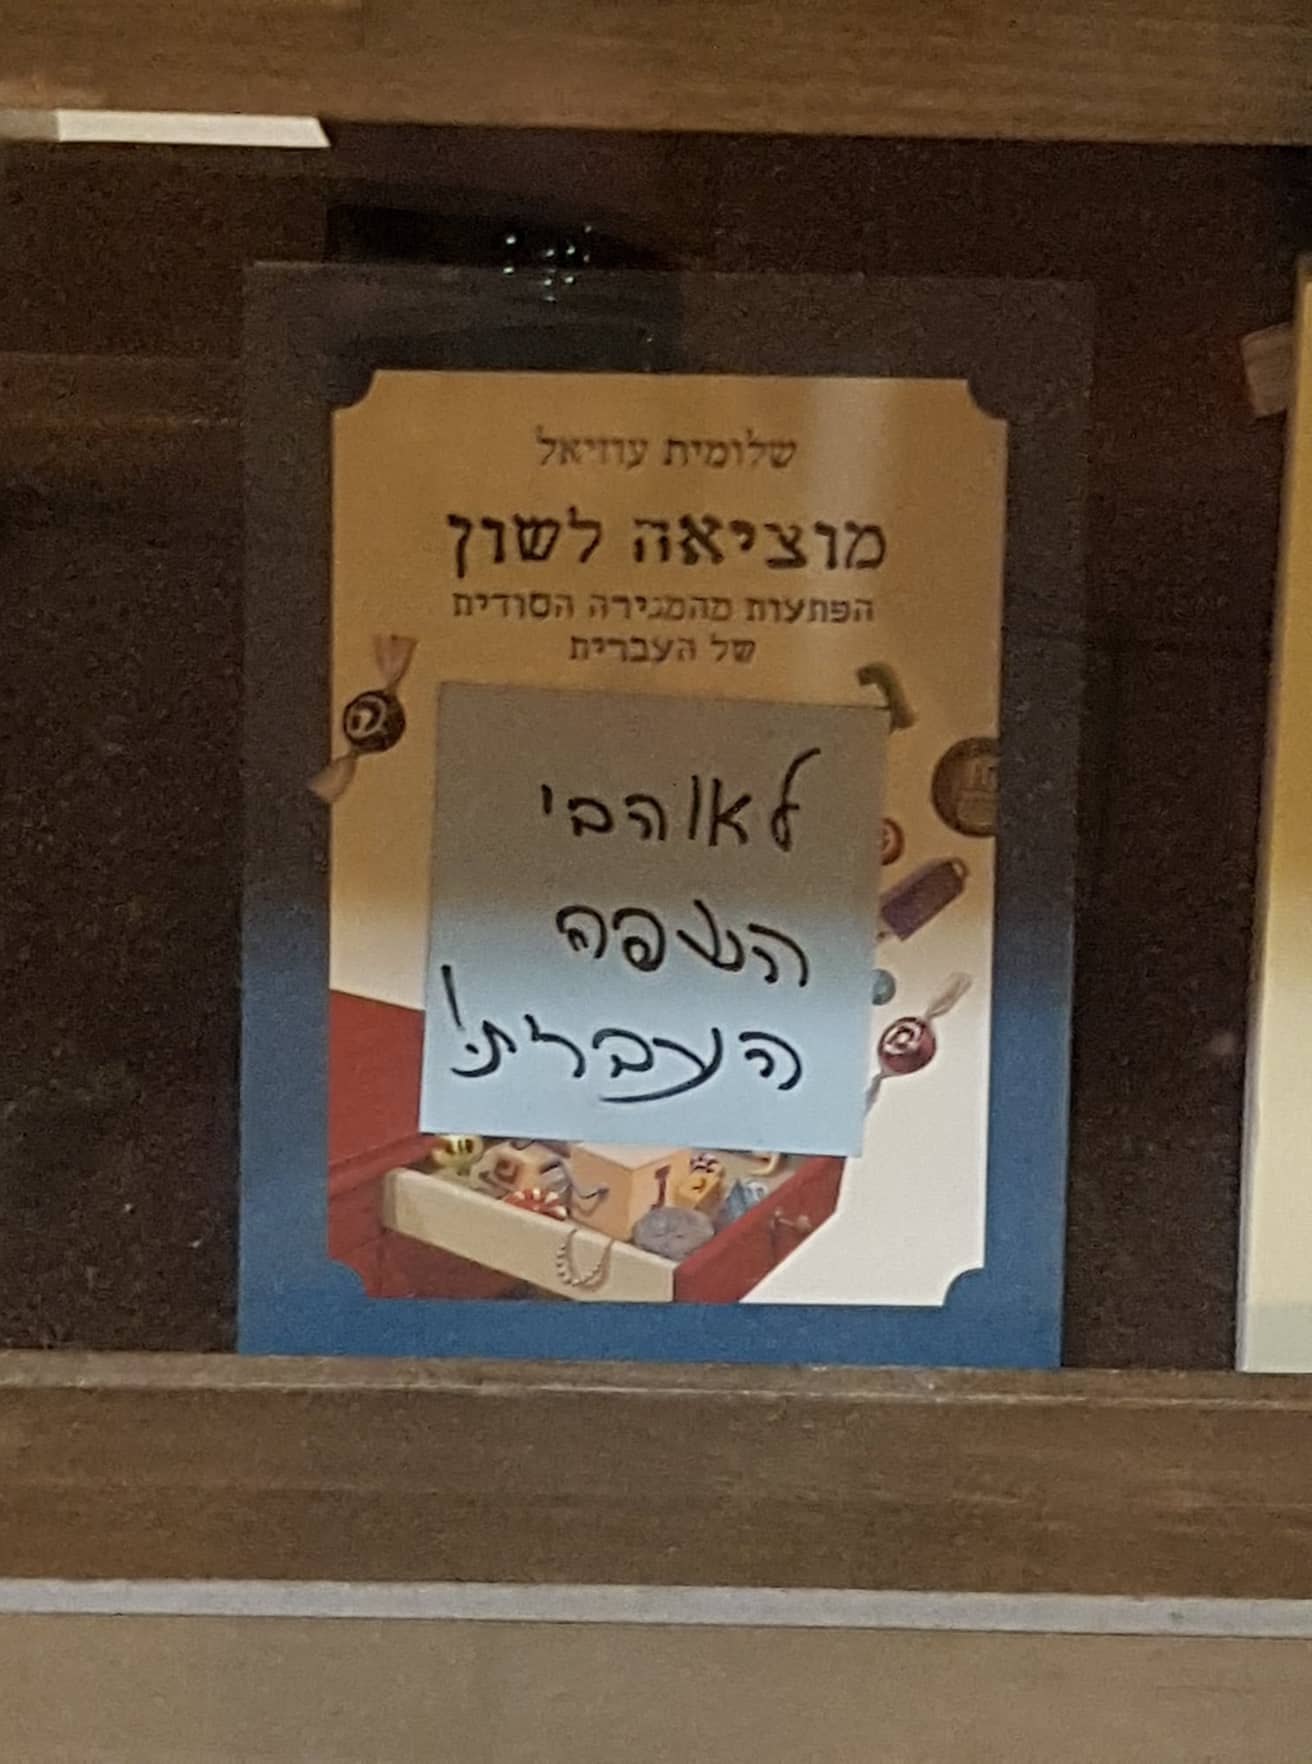 שלומית עוזיאל
מוציאה לשון
הפתעות מהמגירה הסודית
של העברית
לאוהבי
השפה
העברית!